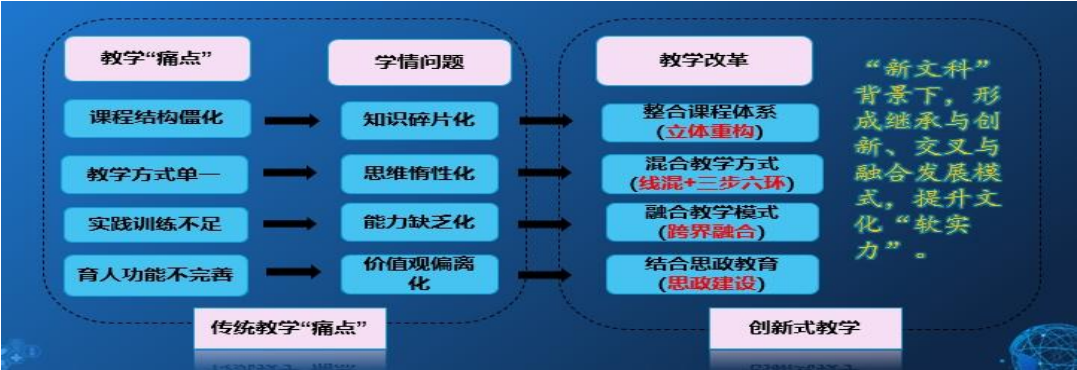 教学“痛点”
学情问题
教学改革
课程结构僵化
知识碎片化
整合课程体系
(立体重构)
教学方式单一
思维惰性化
混合教学方式
(线混+三步六环)
实践训练不足
能力缺乏化
融合教学模式
(跨界融合)
育人功能不完善
价值观偏离
化
结合思政教育
(思政建设)
“新文科”
背景下，形
成继承与创
新、交叉与
融合发展模
式，提升文
化“软实
力”。
传统教学“痛点”
创新式教学